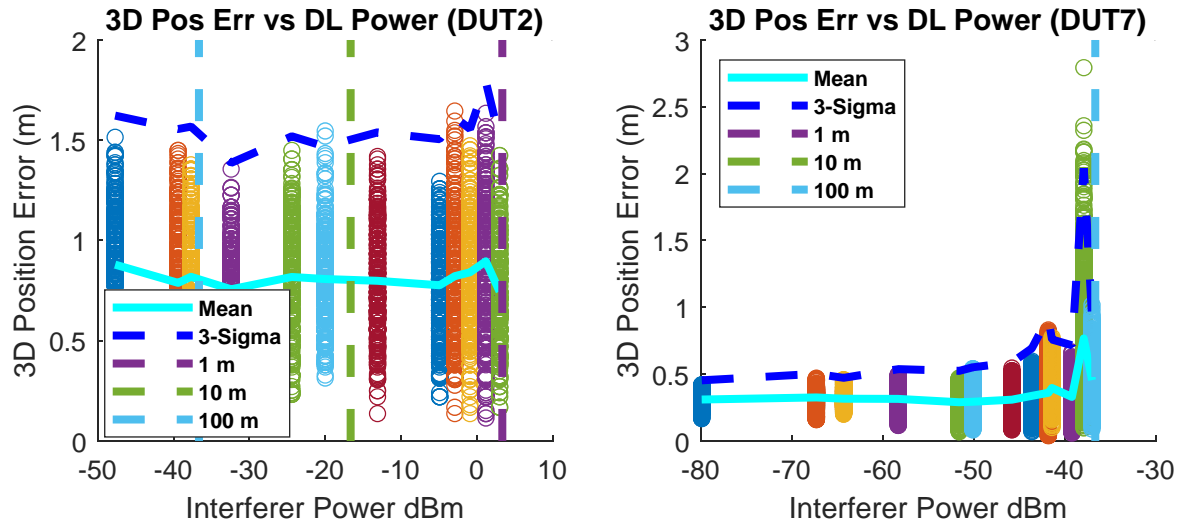 3D Pos Err vs DL Power (DUT2)
2
1.5
1
0.5
0
3D Position Error (m)
Mean
3-Sigma
1 m
10 m
100 m
-50 -40 -30 -20 -10 0 10
Interferer Power dBm
3D Pos Err vs DL Power (DUT7)
3
2.5
2
1.5
1
0.5
0
3D Position Error (m)
Mean
3-Sigma
1 m
10 m
100 m
-80 -70 -60 -50 -40 -30
Interferer Power dBm